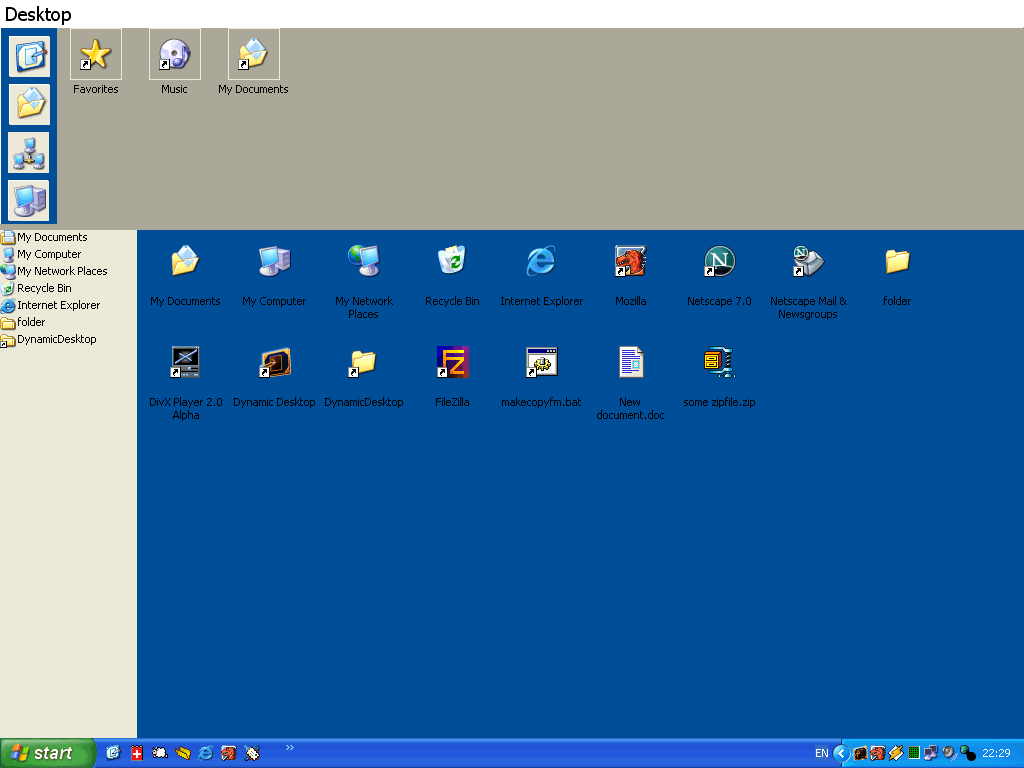 Desktop
Favorites
Music
My Documents
My Documents
My Computer
My Network Places
Recycle Bin
Internet Explorer
folder
DynamicDesktop
My Documents
My Computer
My Network
Places
Recycle Bin
Internet Explorer
Mozilla
Netscape 7.0
Netscape Mail &
Newsgroups
folder
DivX Player 2.0
Alpha
Dynamic Desktop
DynamicDesktop
FileZilla
makecopyfm.bat
New
document.doc
some zipfile.zip
start
EN
22:29